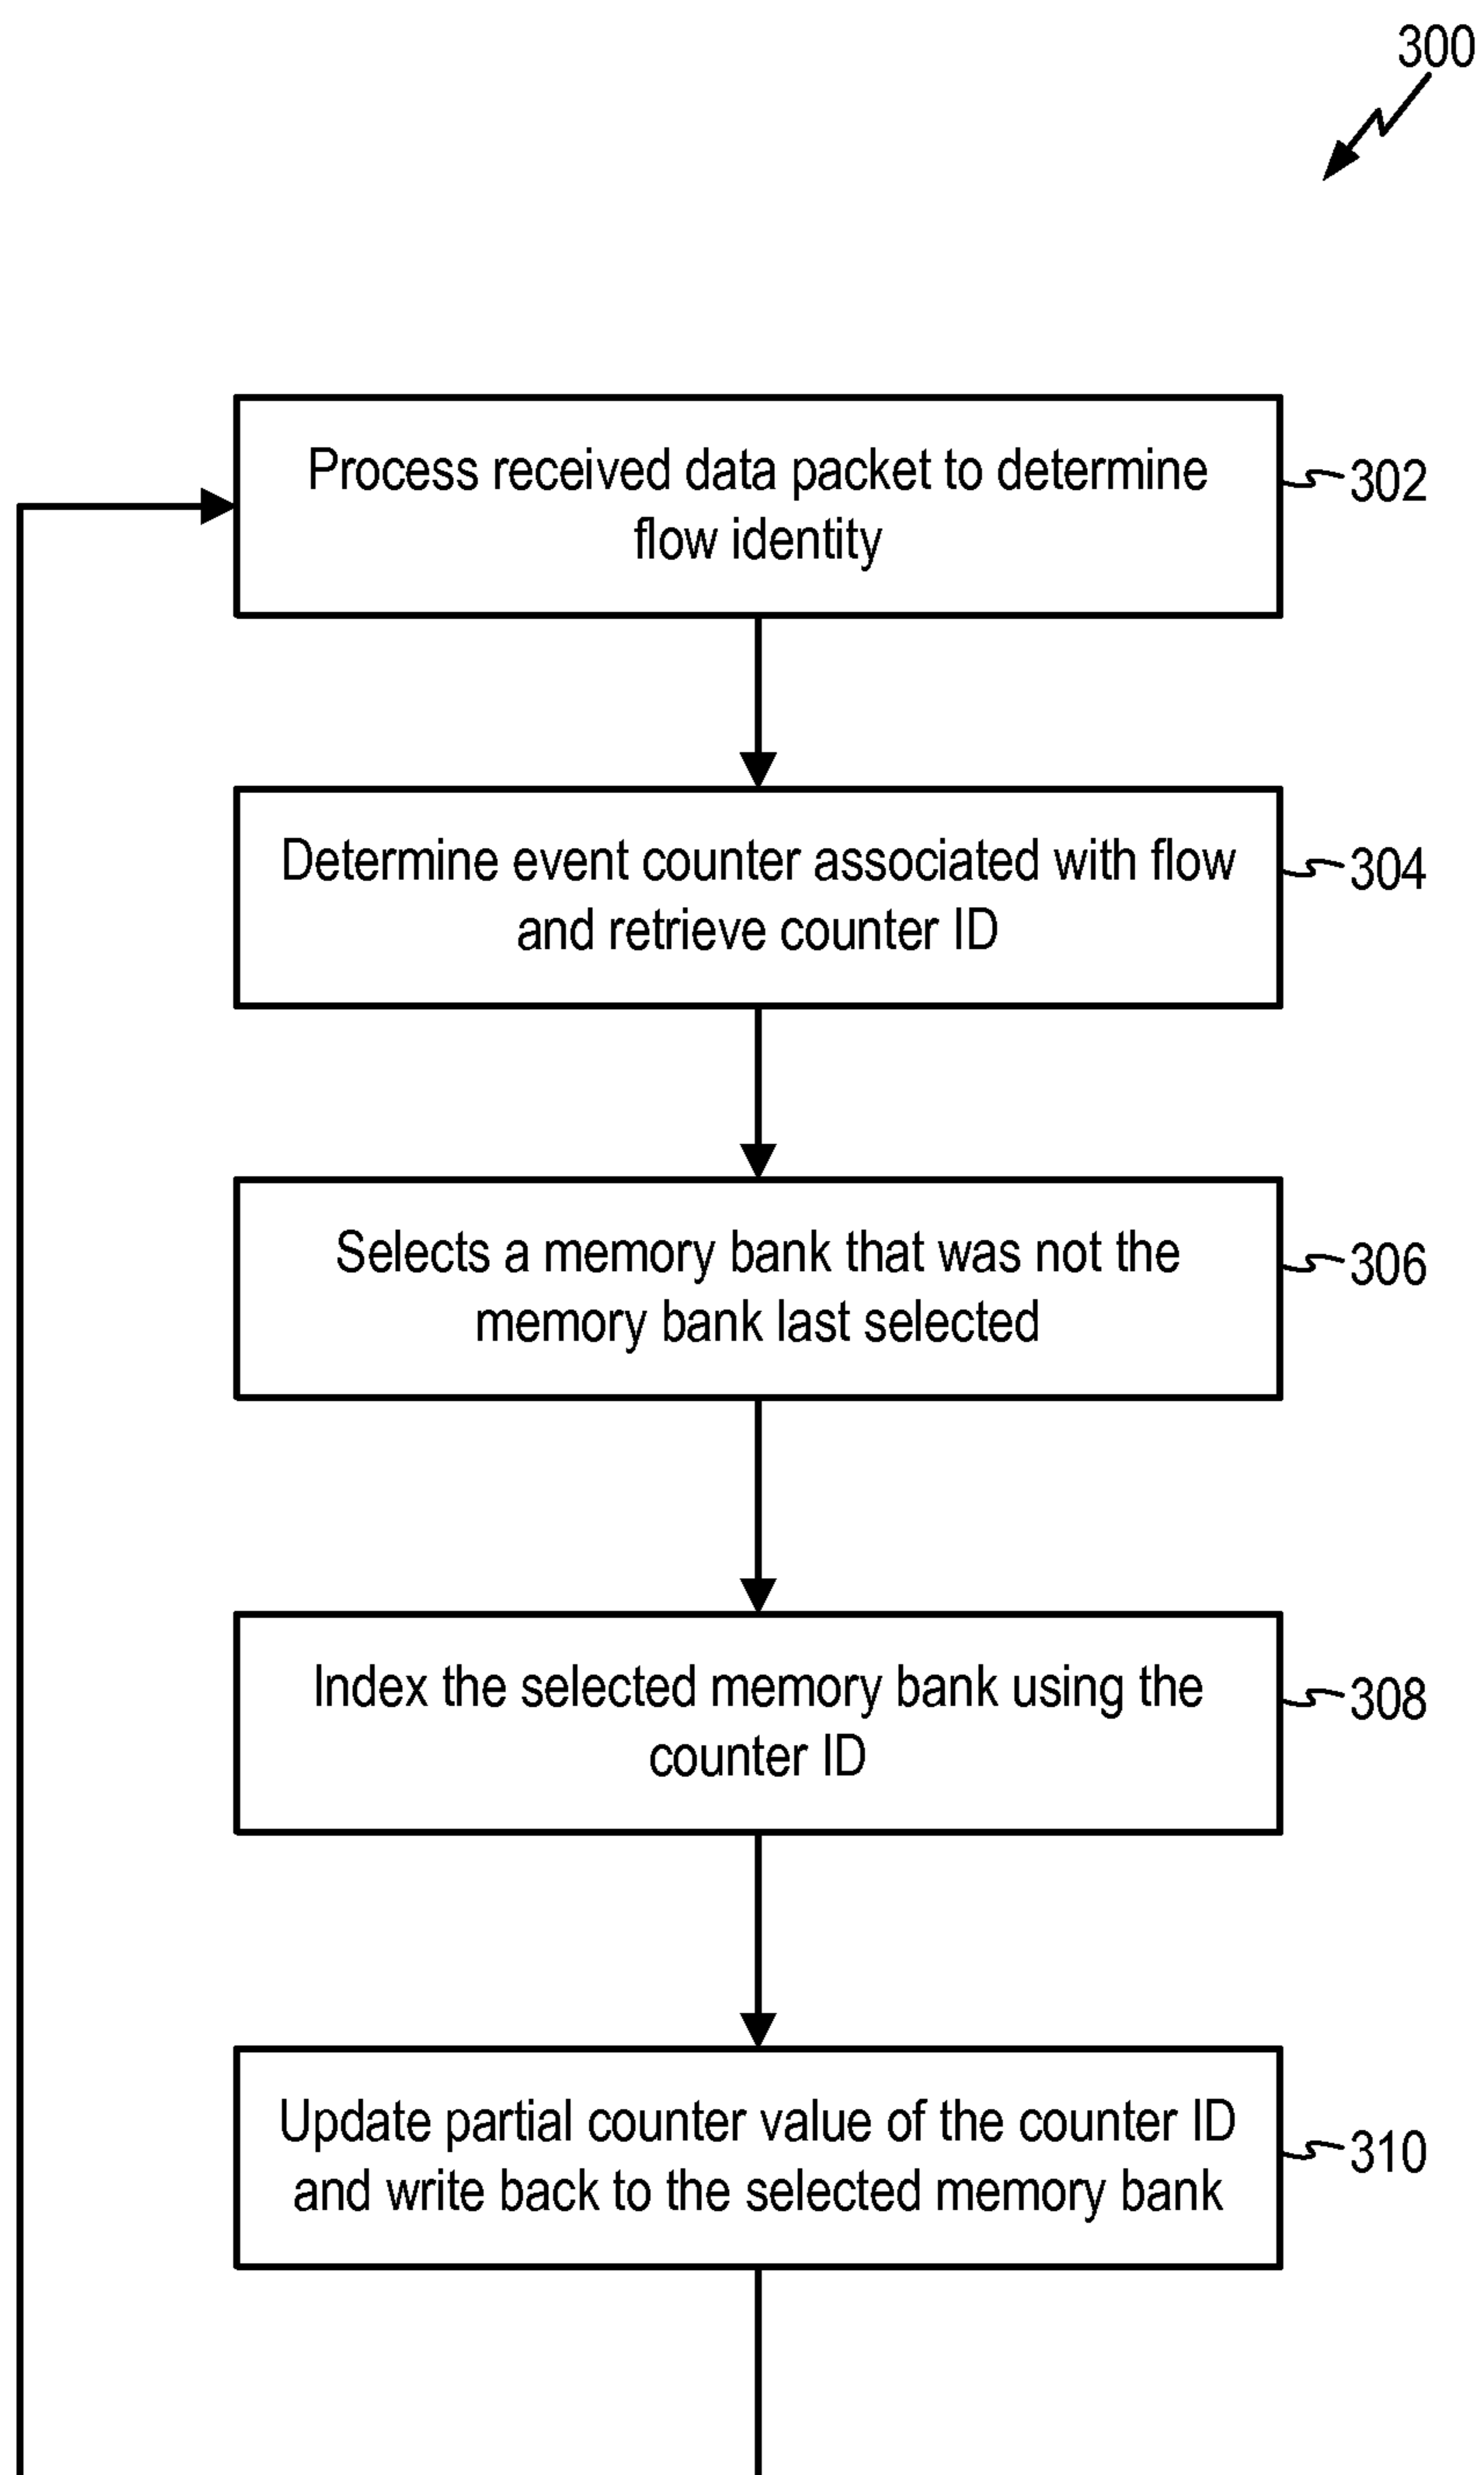 300
Process received data packet to determine
flow identity
302
Determine event counter associated with flow
and retrieve counter ID
304
Selects a memory bank that was not the
memory bank last selected
306
Index the selected memory bank using the
counter ID
308
Update partial counter value of the counter ID
and write back to the selected memory bank
310